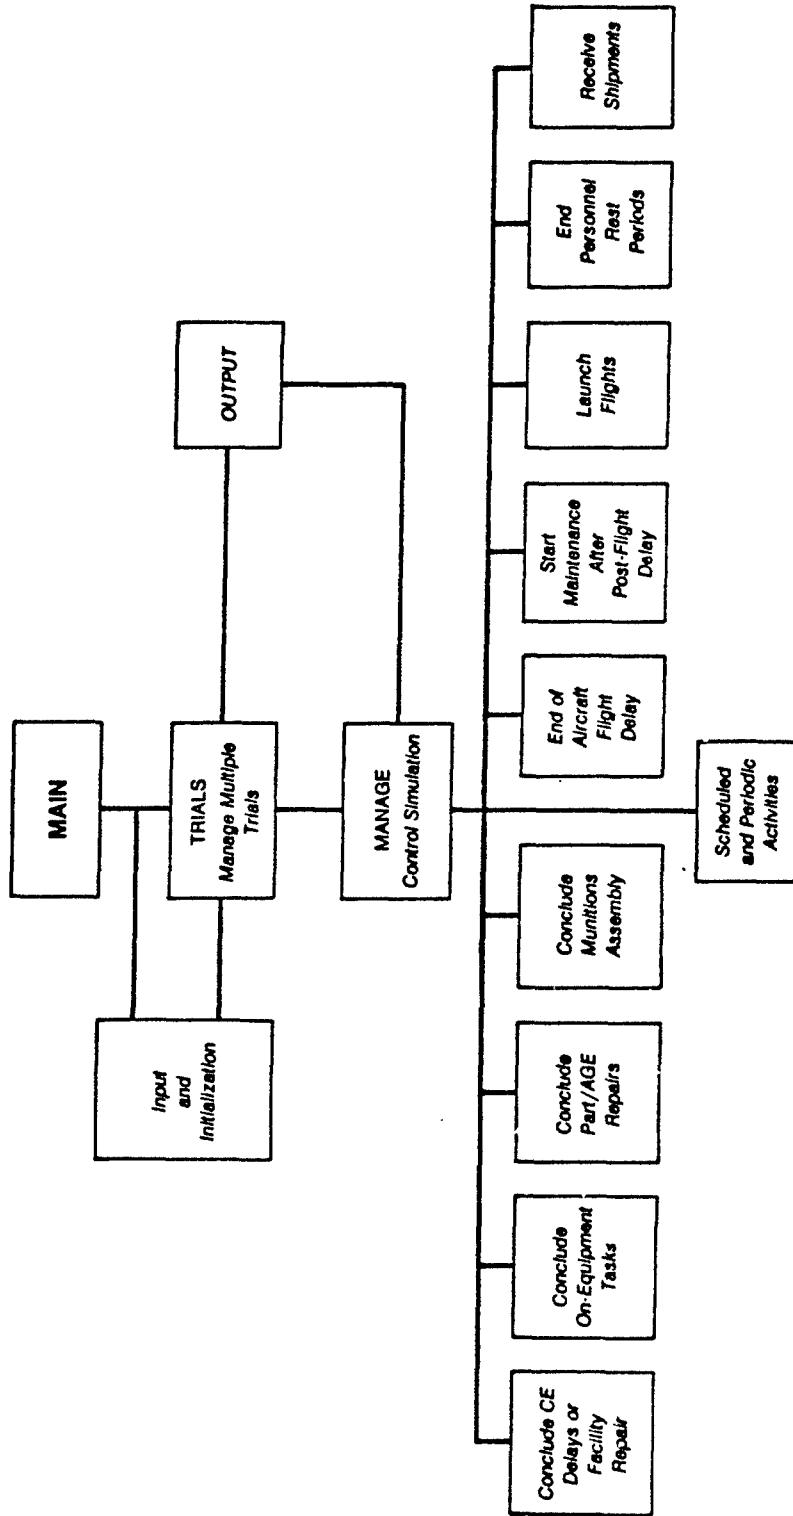 MAIN
Input
and
Initialization
TRIALS
Manage Multiple
Trials
OUTPUT
MANAGE
Control Simulation
Conclude CE
Delays or
Facility
Repair
Conclude
On-Equipment
Tasks
Conclude
Part/AGE
Repairs
Conclude
Munitions
Assembly
End of
Aircraft
Flight
Delay
Start
Maintenance
After
Post-Flight
Delay
Launch
Flights
End
Personnel
Rest
Periods
Receive
Shipments
Scheduled
and Periodic
Activities